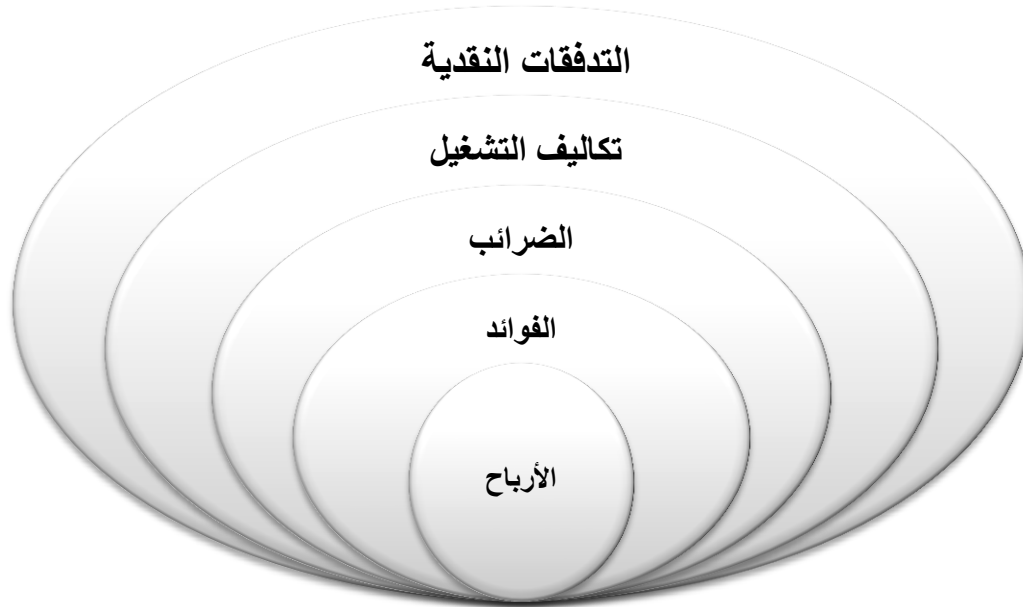 التدفقات النقدية
تكاليف التشغيل
الضرائب
الفوائد
الأرباح